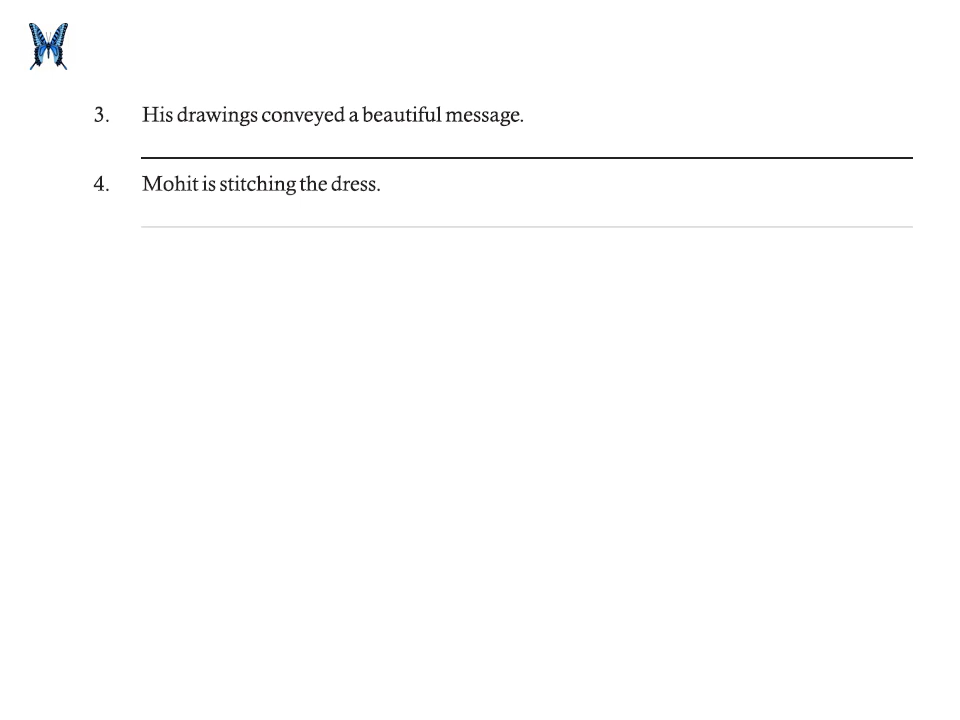 3. His drawings conveyed a beautiful message.
4. Mohit is stitching the dress.